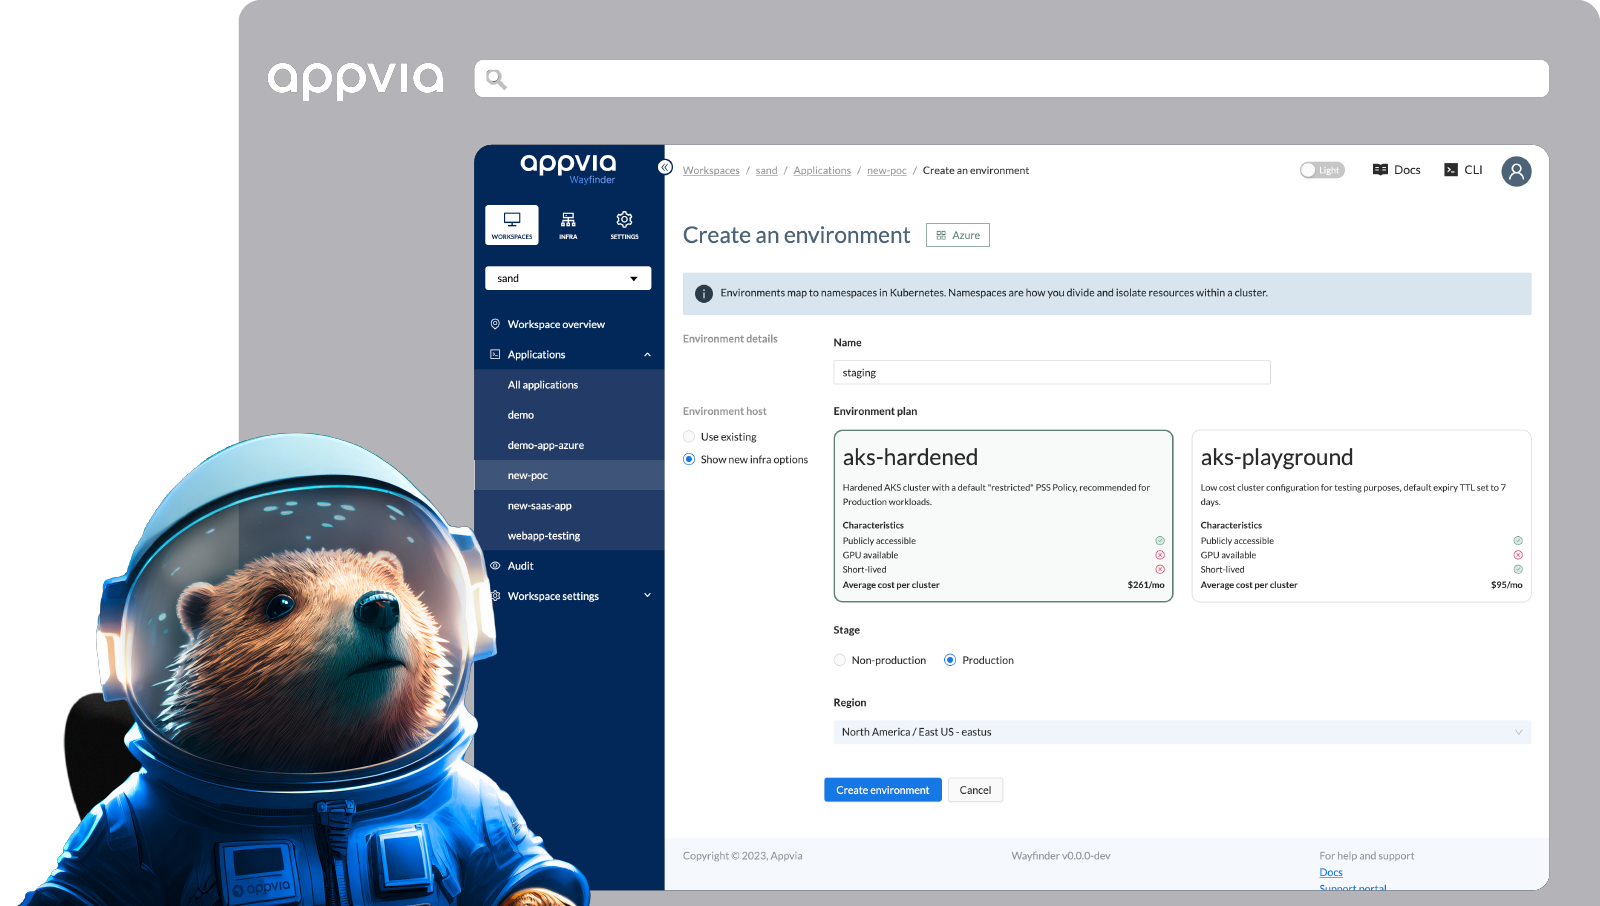 appvia
appvia
Wayfinder
WORKSPACES
INFRA
SETTINGS
sand
Workspace overview
Applications
All applications
demo
demo-app-azure
new-poc
new-saas-app
webapp-testing
Audit
Workspace settings
Workspaces / sand / Applications / new-poc / Create an environment
Light
Docs
CLI
Create an environment
Azure
Environments map to namespaces in Kubernetes. Namespaces are how you divide and isolate resources within a cluster.
Environment details
Name
staging
Environment host
Use existing
Show new infra options
Environment plan
aks-hardened
Hardened AKS cluster with a default "restricted" PSS Policy, recommended for
Production workloads.
Characteristics
Publicly accessible
GPU available
Short-lived
Average cost per cluster $261/mo
aks-playground
Low cost cluster configuration for testing purposes, default expiry TTL set to 7
days.
Characteristics
Publicly accessible
GPU available
Short-lived
Average cost per cluster $95/mo
Stage
Non-production
Production
Region
North America / East US - eastus
Create environment
Cancel
Copyright © 2023, Appvia
Wayfinder v0.0.0-dev
For help and support
Docs
Support portal
appvia